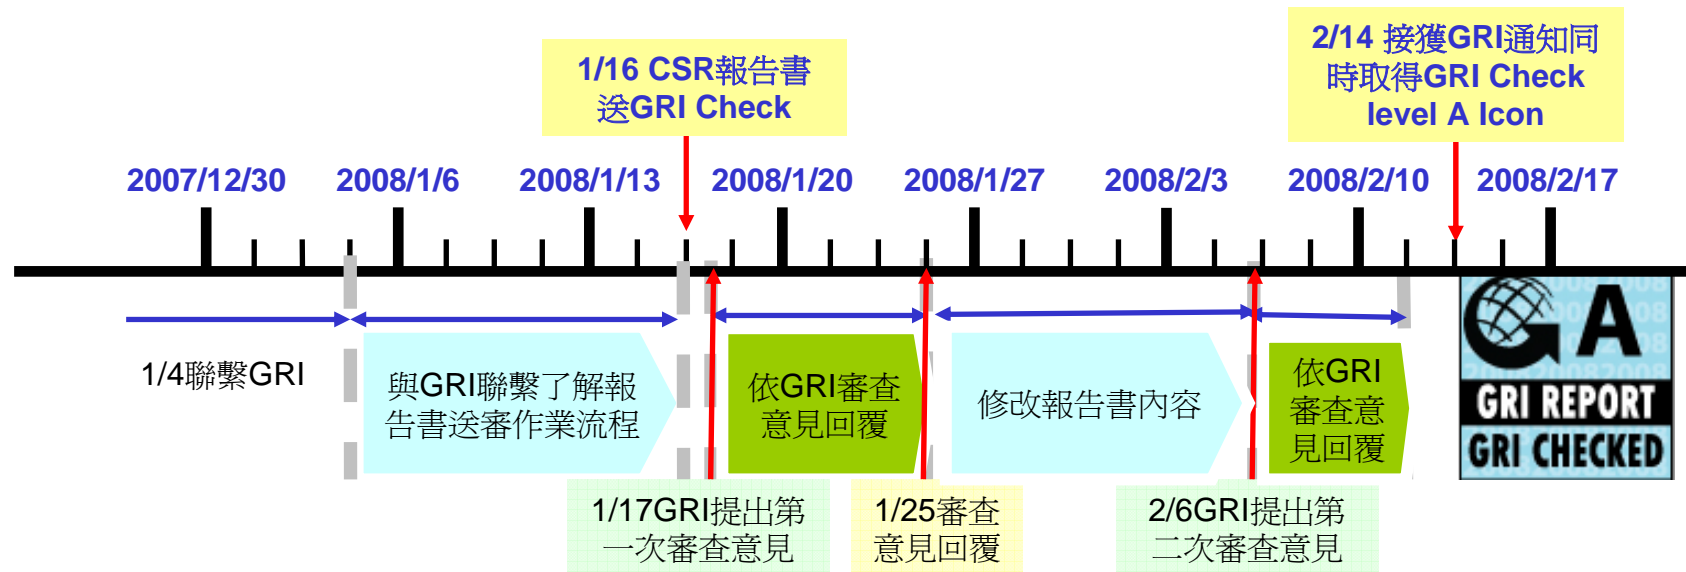 1/16 CSR報告書
送GRI Check
2/14 接獲GRI通知同
時取得GRI Check
level A Icon
2007/12/30
2008/1/6
2008/1/13
2008/1/20
2008/1/27
2008/2/3
2008/2/10
2008/2/17
1/4聯繫GRI
與GRI聯繫了解報
告書送審作業流程
依GRI審查
意見回覆
修改報告書內容
依GRI
審查意
見回覆
A
GRI REPORT
GRI CHECKED
1/17GRI提出第
一次審查意見
1/25審查
意見回覆
2/6GRI提出第
二次審查意見